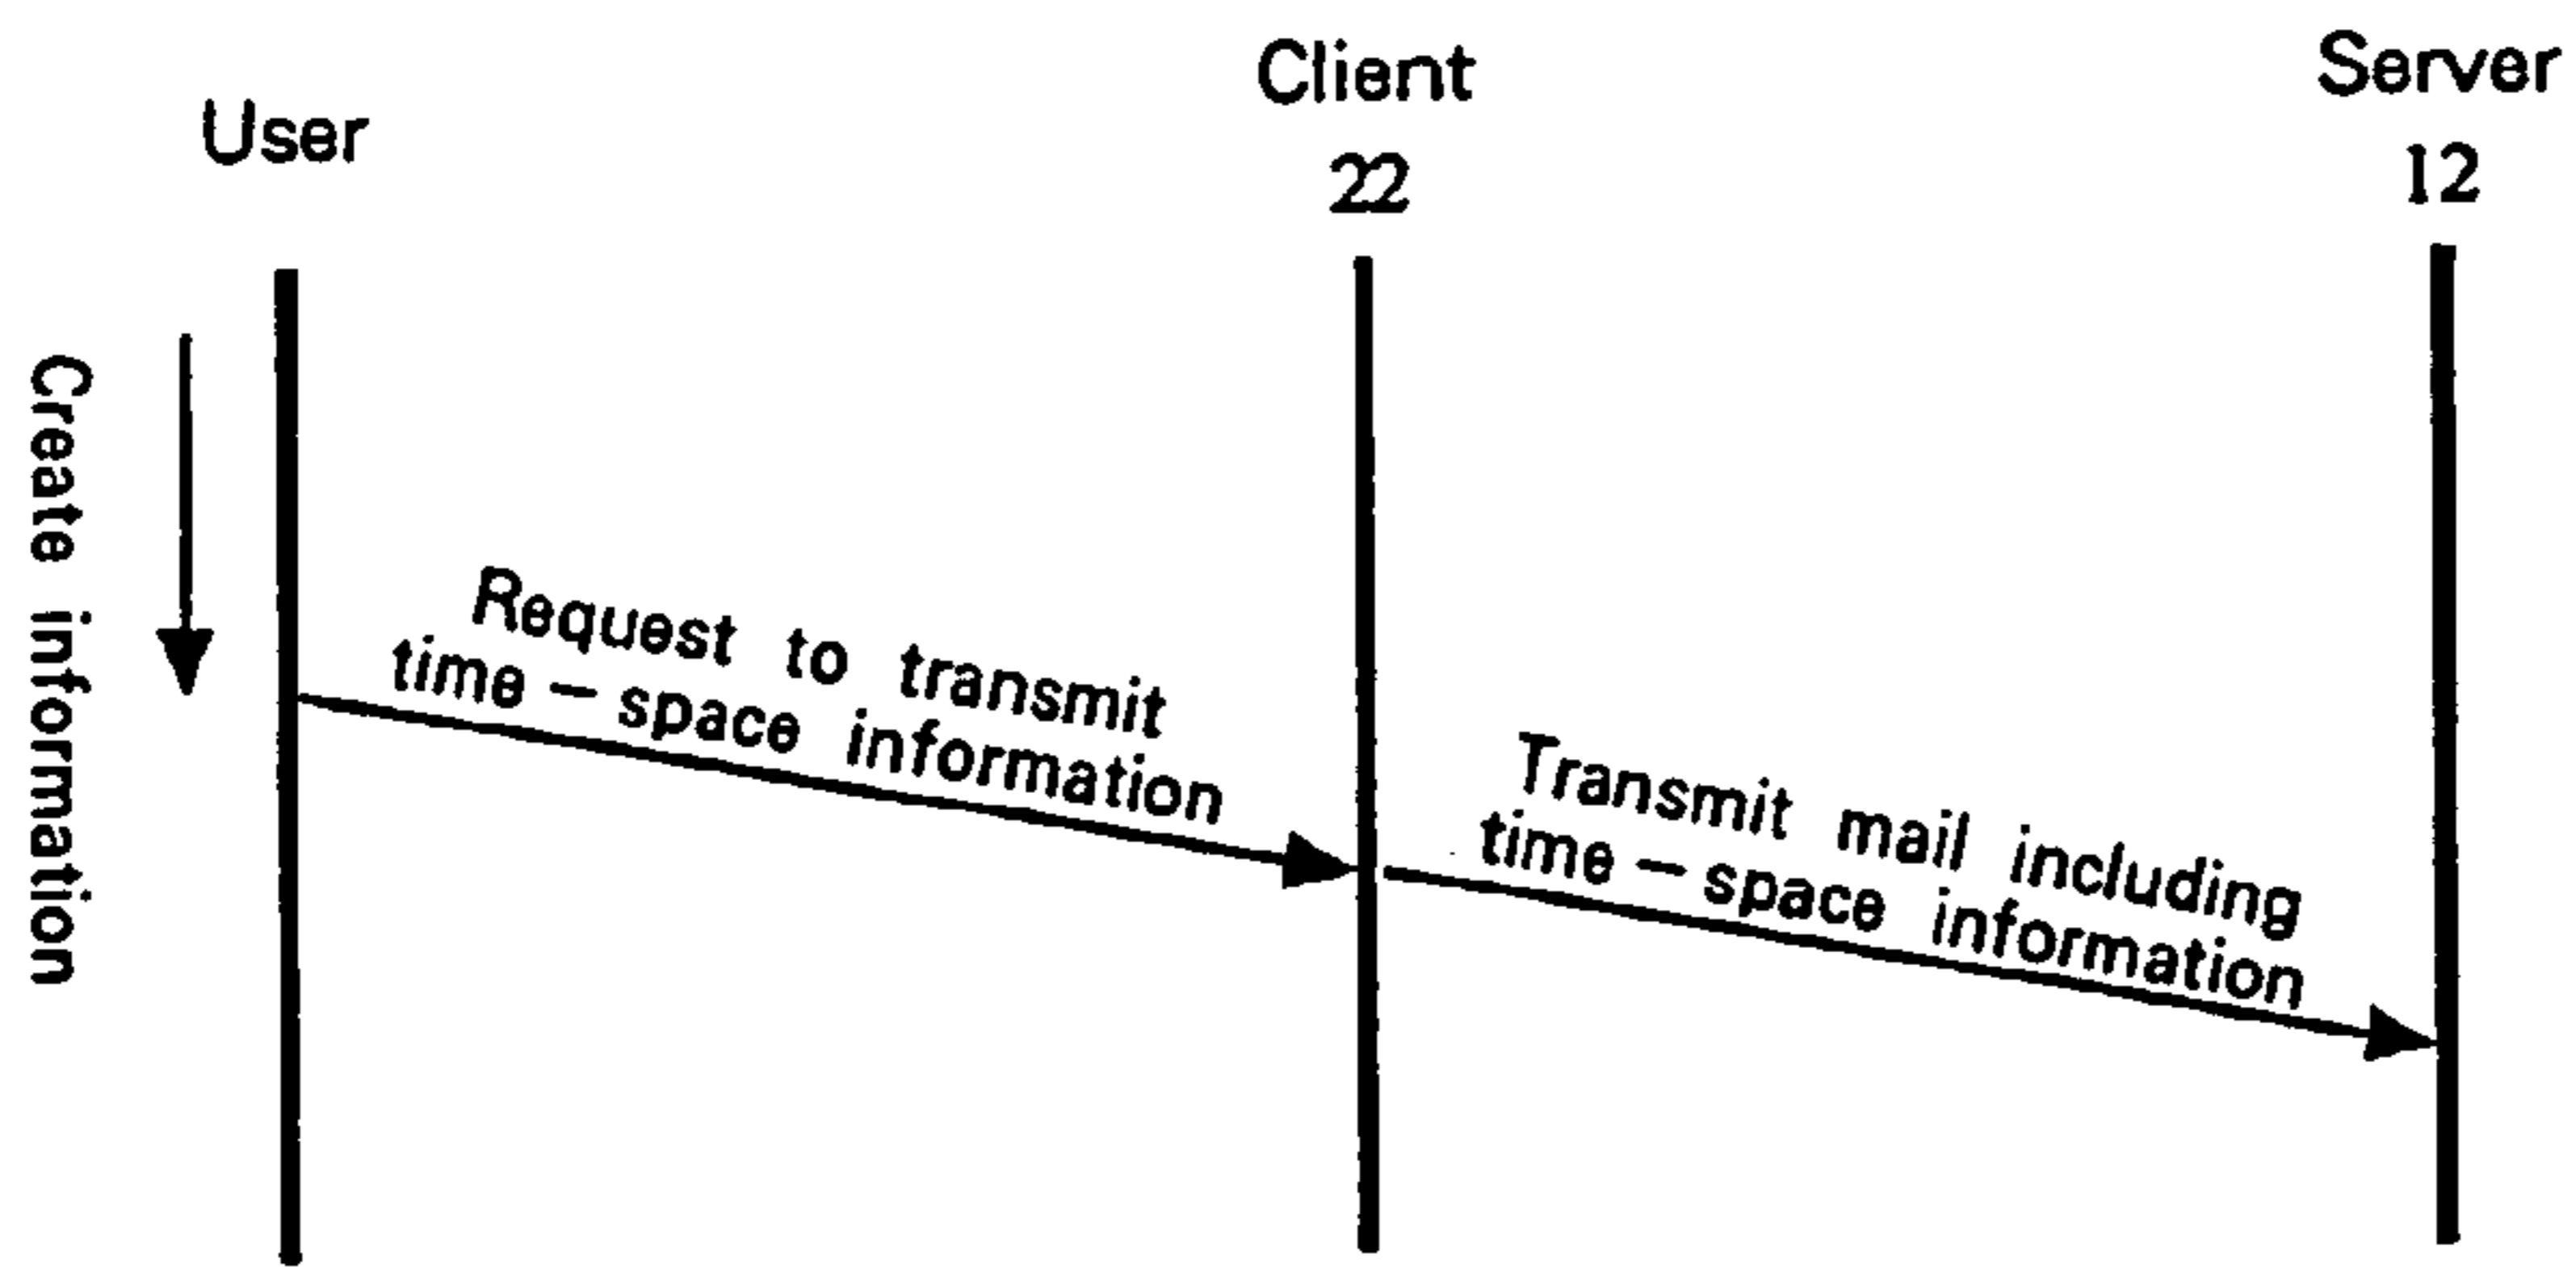 User
Client
22
Server
12
Create information
Request to transmit
time-space information
Transmit mail including
time-space information